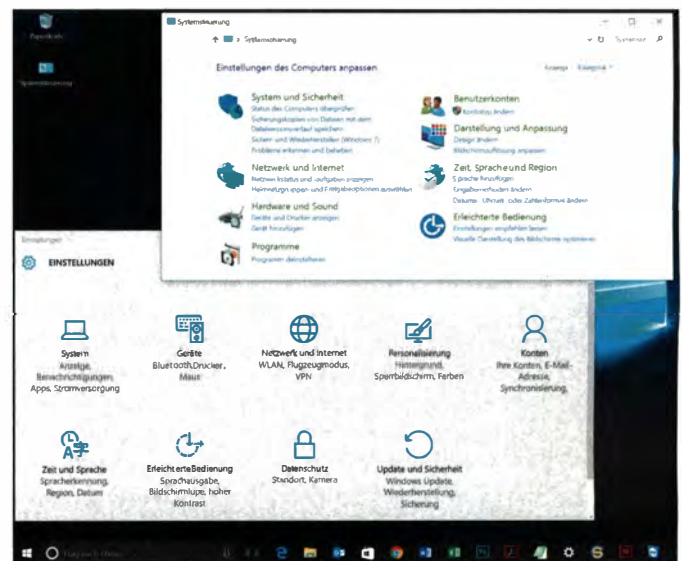 Systemsteuerung
Systemsteuerung
Einstellungen des Computers anpassen
Anzeige: Kategorie
System und Sicherheit
Status des Computers überprüfen
Sicherungskopien von Dateien mit dem
Dateiversionsverlauf speichern
Sichern und Wiederherstellen (Windows 7)
Probleme erkennen und beheben
Netzwerk und Internet
Netzwerkstatus und -aufgaben anzeigen
Heimnetzgruppen- und Freigabeoptionen auswählen
Hardware und Sound
Geräte und Drucker anzeigen
Gerät hinzufügen
Programme
Programm deinstallieren
Benutzerkonten
Kontotyp ändern
Darstellung und Anpassung
Design ändern
Bildschirmauflösung anpassen
Zeit, Sprache und Region
Sprache hinzufügen
Eingabemethoden ändern
Datums-, Uhrzeit- oder Zahlenformat ändern
Erleichterte Bedienung
Einstellungen empfehlen lassen
Visuelle Darstellung des Bildschirms optimieren
Papierkorb
Systemsteuerung
Einstellungen
EINSTELLUNGEN
System
Anzeige,
Benachrichtigungen,
Apps, Stromversorgung
Geräte
Bluetooth, Drucker,
Maus
Netzwerk und Internet
WLAN, Flugzeugmodus,
VPN
Personalisierung
Hintergrund,
Sperrbildschirm, Farben
Konten
Ihre Konten, E-Mail-
Adresse,
Synchronisierung,
Zeit und Sprache
Spracherkennung,
Region, Datum
Erleichterte Bedienung
Sprachausgabe,
Bildschirmlupe, hoher
Kontrast
Datenschutz
Standort, Kamera
Update und Sicherheit
Windows Update,
Wiederherstellung,
Sicherung